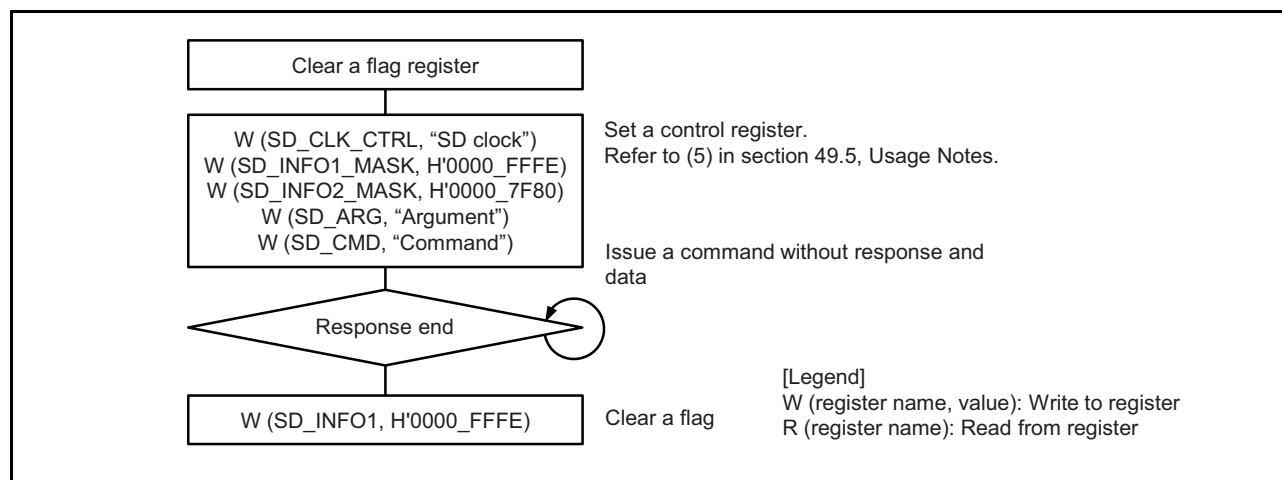 Clear a flag register
W (SD_CLK_CTRL, “SD clock”)
W (SD_INFO1_MASK, H'0000_FFFE)
W (SD_INFO2_MASK, H'0000_7F80)
W (SD_ARG, “Argument”)
W (SD_CMD, “Command”)
Set a control register.
Refer to (5) in section 49.5, Usage Notes.
Issue a command without response and
data
Response end
W (SD_INFO1, H'0000_FFFE)
Clear a flag
[Legend]
W (register name, value): Write to register
R (register name): Read from register